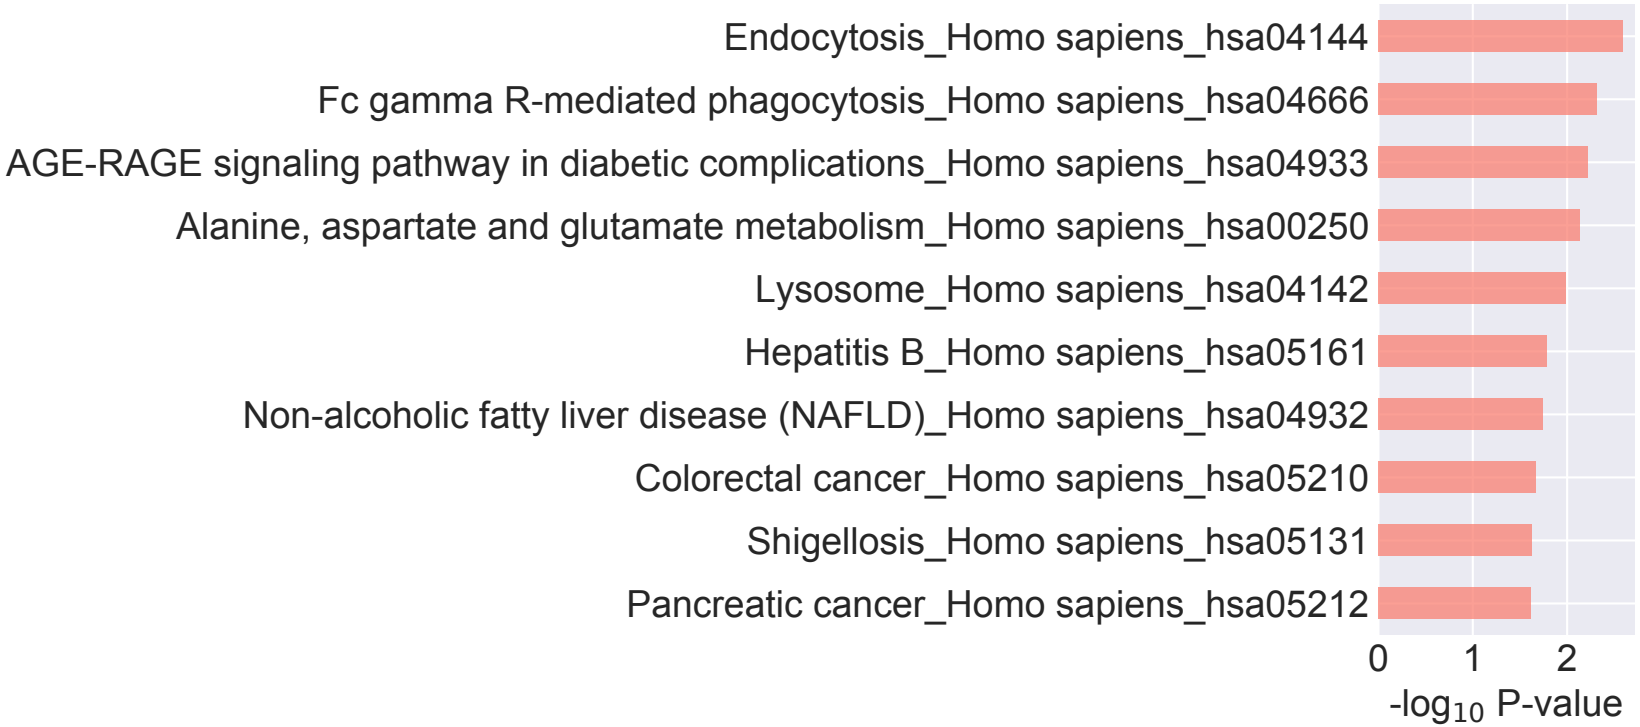 Endocytosis_Homo sapiens_hsa04144
Fc gamma R-mediated phagocytosis_Homo sapiens_hsa04666
AGE-RAGE signaling pathway in diabetic complications_Homo sapiens_hsa04933
Alanine, aspartate and glutamate metabolism_Homo sapiens_hsa00250
Lysosome_Homo sapiens_hsa04142
Hepatitis B_Homo sapiens_hsa05161
Non-alcoholic fatty liver disease (NAFLD)_Homo sapiens_hsa04932
Colorectal cancer_Homo sapiens_hsa05210
Shigellosis_Homo sapiens_hsa05131
Pancreatic cancer_Homo sapiens_hsa05212
0 1 2
-log₁₀ P-value